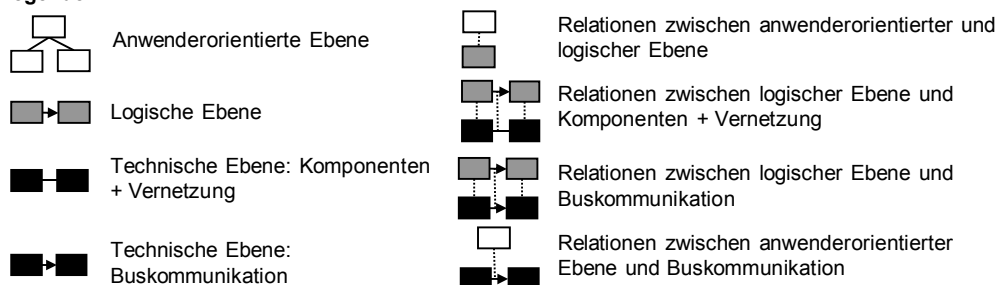 Anwenderorientierte Ebene
Logische Ebene
Technische Ebene: Komponenten
+ Vernetzung
Technische Ebene:
Buskommunikation
Relationen zwischen anwenderorientierter und
logischer Ebene
Relationen zwischen logischer Ebene und
Komponenten + Vernetzung
Relationen zwischen logischer Ebene und
Buskommunikation
Relationen zwischen anwenderorientierter
Ebene und Buskommunikation